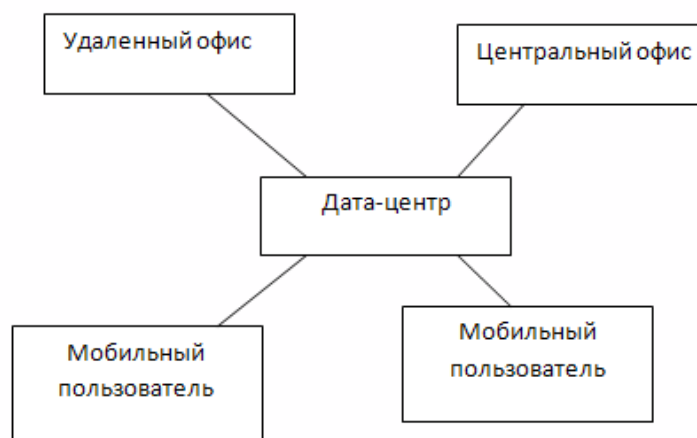 Удаленный офис
Центральный офис
Дата-центр
Мобильный
пользователь
Мобильный
пользователь